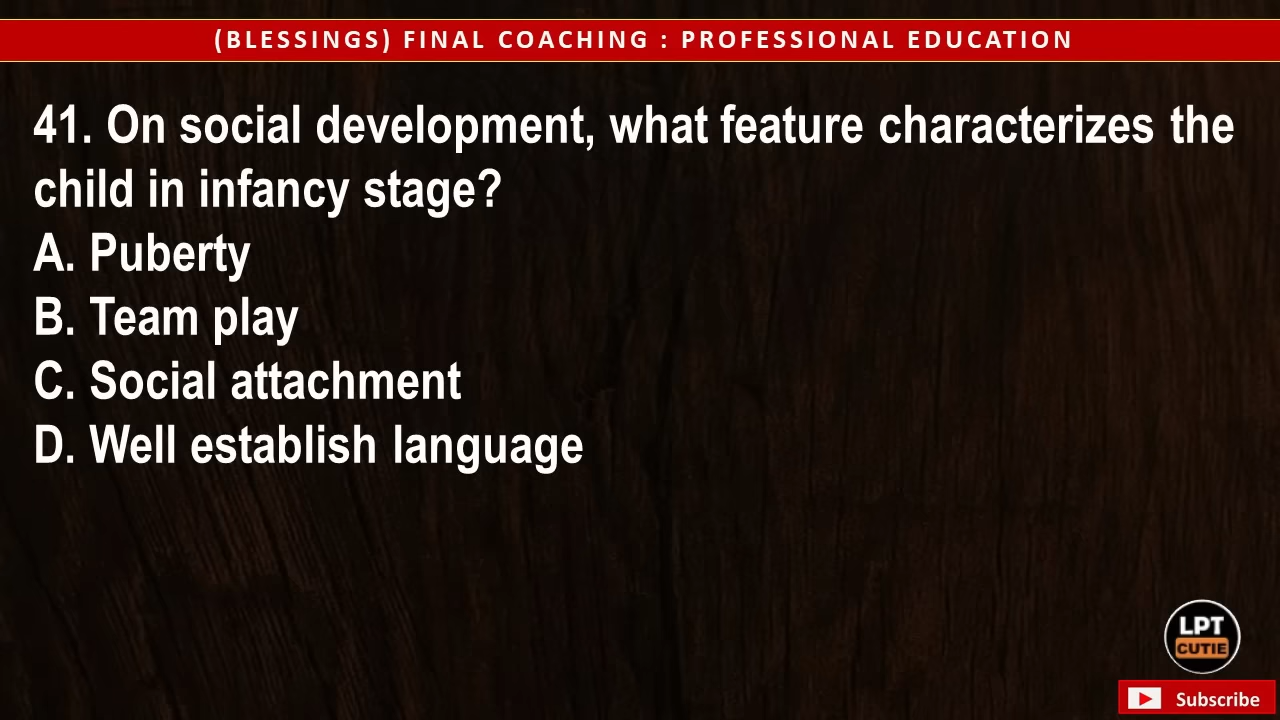 (BLESSINGS) FINAL COACHING : PROFESSIONAL EDUCATION
41. On social development, what feature characterizes the
child in infancy stage?
A. Puberty
B. Team play
C. Social attachment
D. Well establish language
LPT
CUTIE
Subscribe